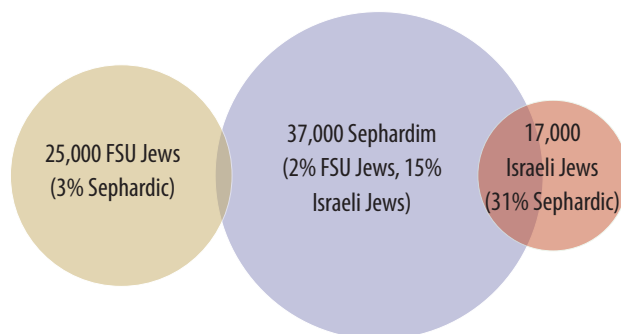 25,000 FSU Jews
(3% Sephardic)
37,000 Sephardim
(2% FSU Jews, 15%
Israeli Jews)
17,000
Israeli Jews
(31% Sephardic)